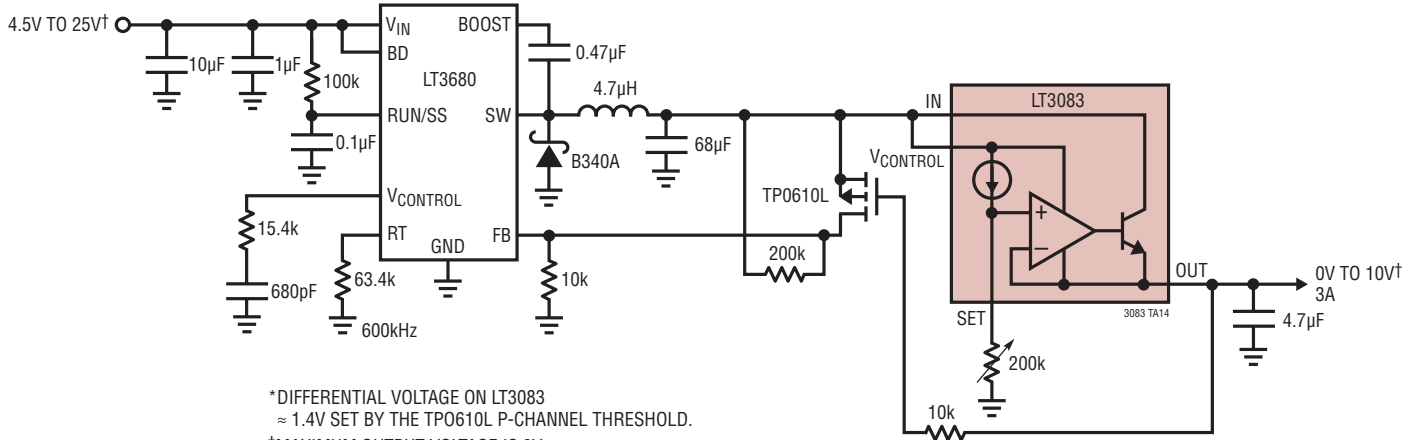 4.5V TO 25V†
10µF
1µF
100k
0.1µF
15.4k
680pF
63.4k
600kHz
VIN
BD
LT3680
RUN/SS
VCONTROL
RT
GND
BOOST
SW
FB
0.47µF
4.7µH
B340A
68µF
10k
200k
TP0610L
IN
VCONTROL
LT3083
+
−
OUT
SET
3083 TA14
200k
10k
0V TO 10V†
3A
4.7µF
*DIFFERENTIAL VOLTAGE ON LT3083
≈ 1.4V SET BY THE TP0610L P-CHANNEL THRESHOLD.